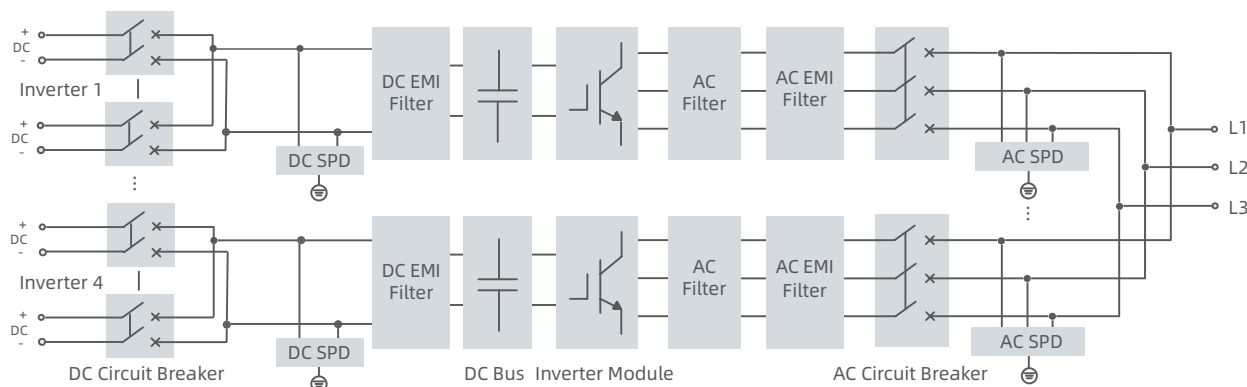 +
DC
-
Inverter 1
+
DC
-
DC SPD
DC EMI
Filter
AC
Filter
AC EMI
Filter
AC SPD
L1
L2
L3
+
DC
-
Inverter 4
+
DC
-
DC SPD
DC EMI
Filter
AC
Filter
AC EMI
Filter
AC SPD
DC Circuit Breaker
DC Bus
Inverter Module
AC Circuit Breaker